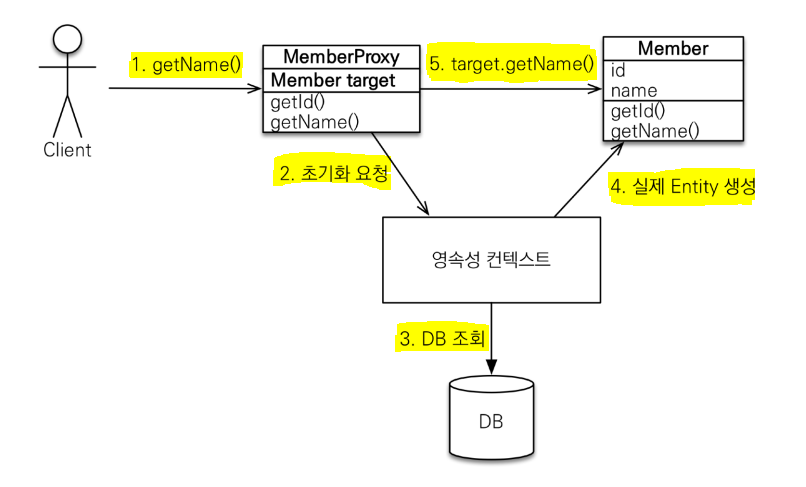 1. getName()
MemberProxy
Member target
getId()
getName()
5. target.getName()
Member
id
name
getId()
getName()
Client
2. 초기화 요청
4. 실제 Entity 생성
영속성 컨텍스트
3. DB 조회
DB